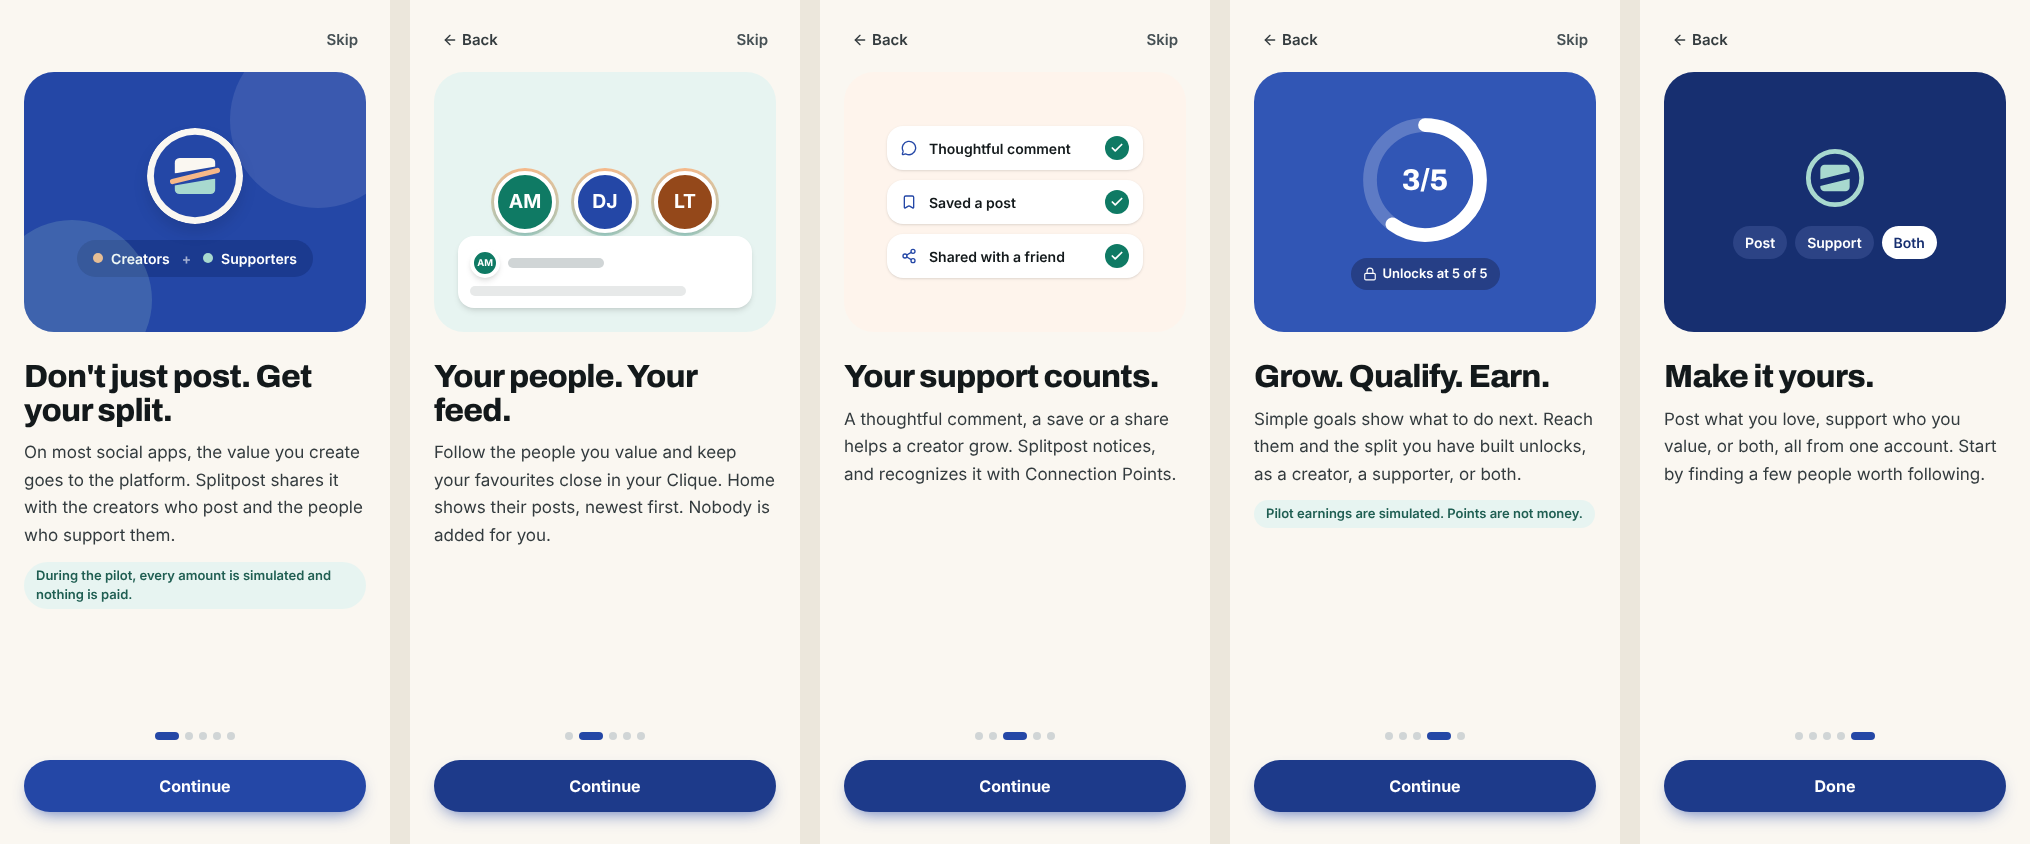 Skip
Creators + Supporters
Don't just post. Get
your split.
On most social apps, the value you create
goes to the platform. Splitpost shares it
with the creators who post and the people
who support them.
During the pilot, every amount is simulated and
nothing is paid.
Continue
← Back
Skip
AM
DJ
LT
AM
Your people. Your
feed.
Follow the people you value and keep
your favourites close in your Clique. Home
shows their posts, newest first. Nobody is
added for you.
Continue
← Back
Skip
Thoughtful comment
Saved a post
Shared with a friend
Your support counts.
A thoughtful comment, a save or a share
helps a creator grow. Splitpost notices,
and recognizes it with Connection Points.
Continue
← Back
Skip
3/5
Unlocks at 5 of 5
Grow. Qualify. Earn.
Simple goals show what to do next. Reach
them and the split you have built unlocks,
as a creator, a supporter, or both.
Pilot earnings are simulated. Points are not money.
Continue
← Back
Post
Support
Both
Make it yours.
Post what you love, support who you
value, or both, all from one account. Start
by finding a few people worth following.
Done